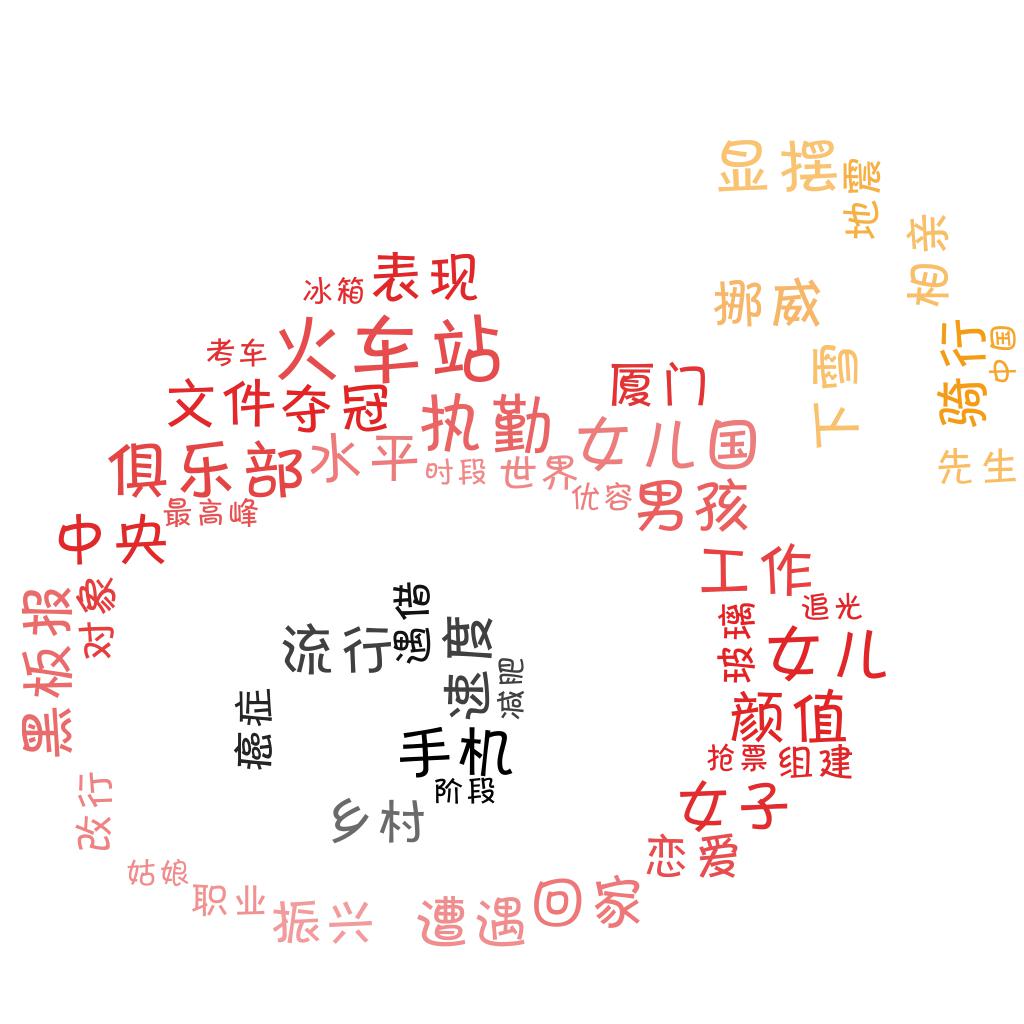 显摆
地震
相亲
冰箱
表现
挪威
火车站
考车
骑行
中国
下雪
厦门
文件
夺冠
执勤
女儿国
水平
时段
世界
俱乐部
先生
优容
男孩
最高峰
中央
工作
黑板报
对象
借遇
追光
玻璃
流行
速度
女儿
减肥
癌症
颜值
手机
抢票
组建
阶段
改行
乡村
女子
恋爱
姑娘
职业
振兴
遭遇
回家